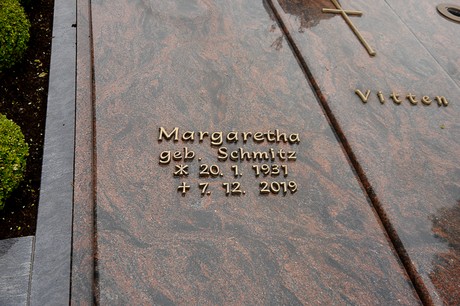 Margaretha
geb. Schmitz
* 20. 1. 1931
† 7. 12. 2019
Vitten